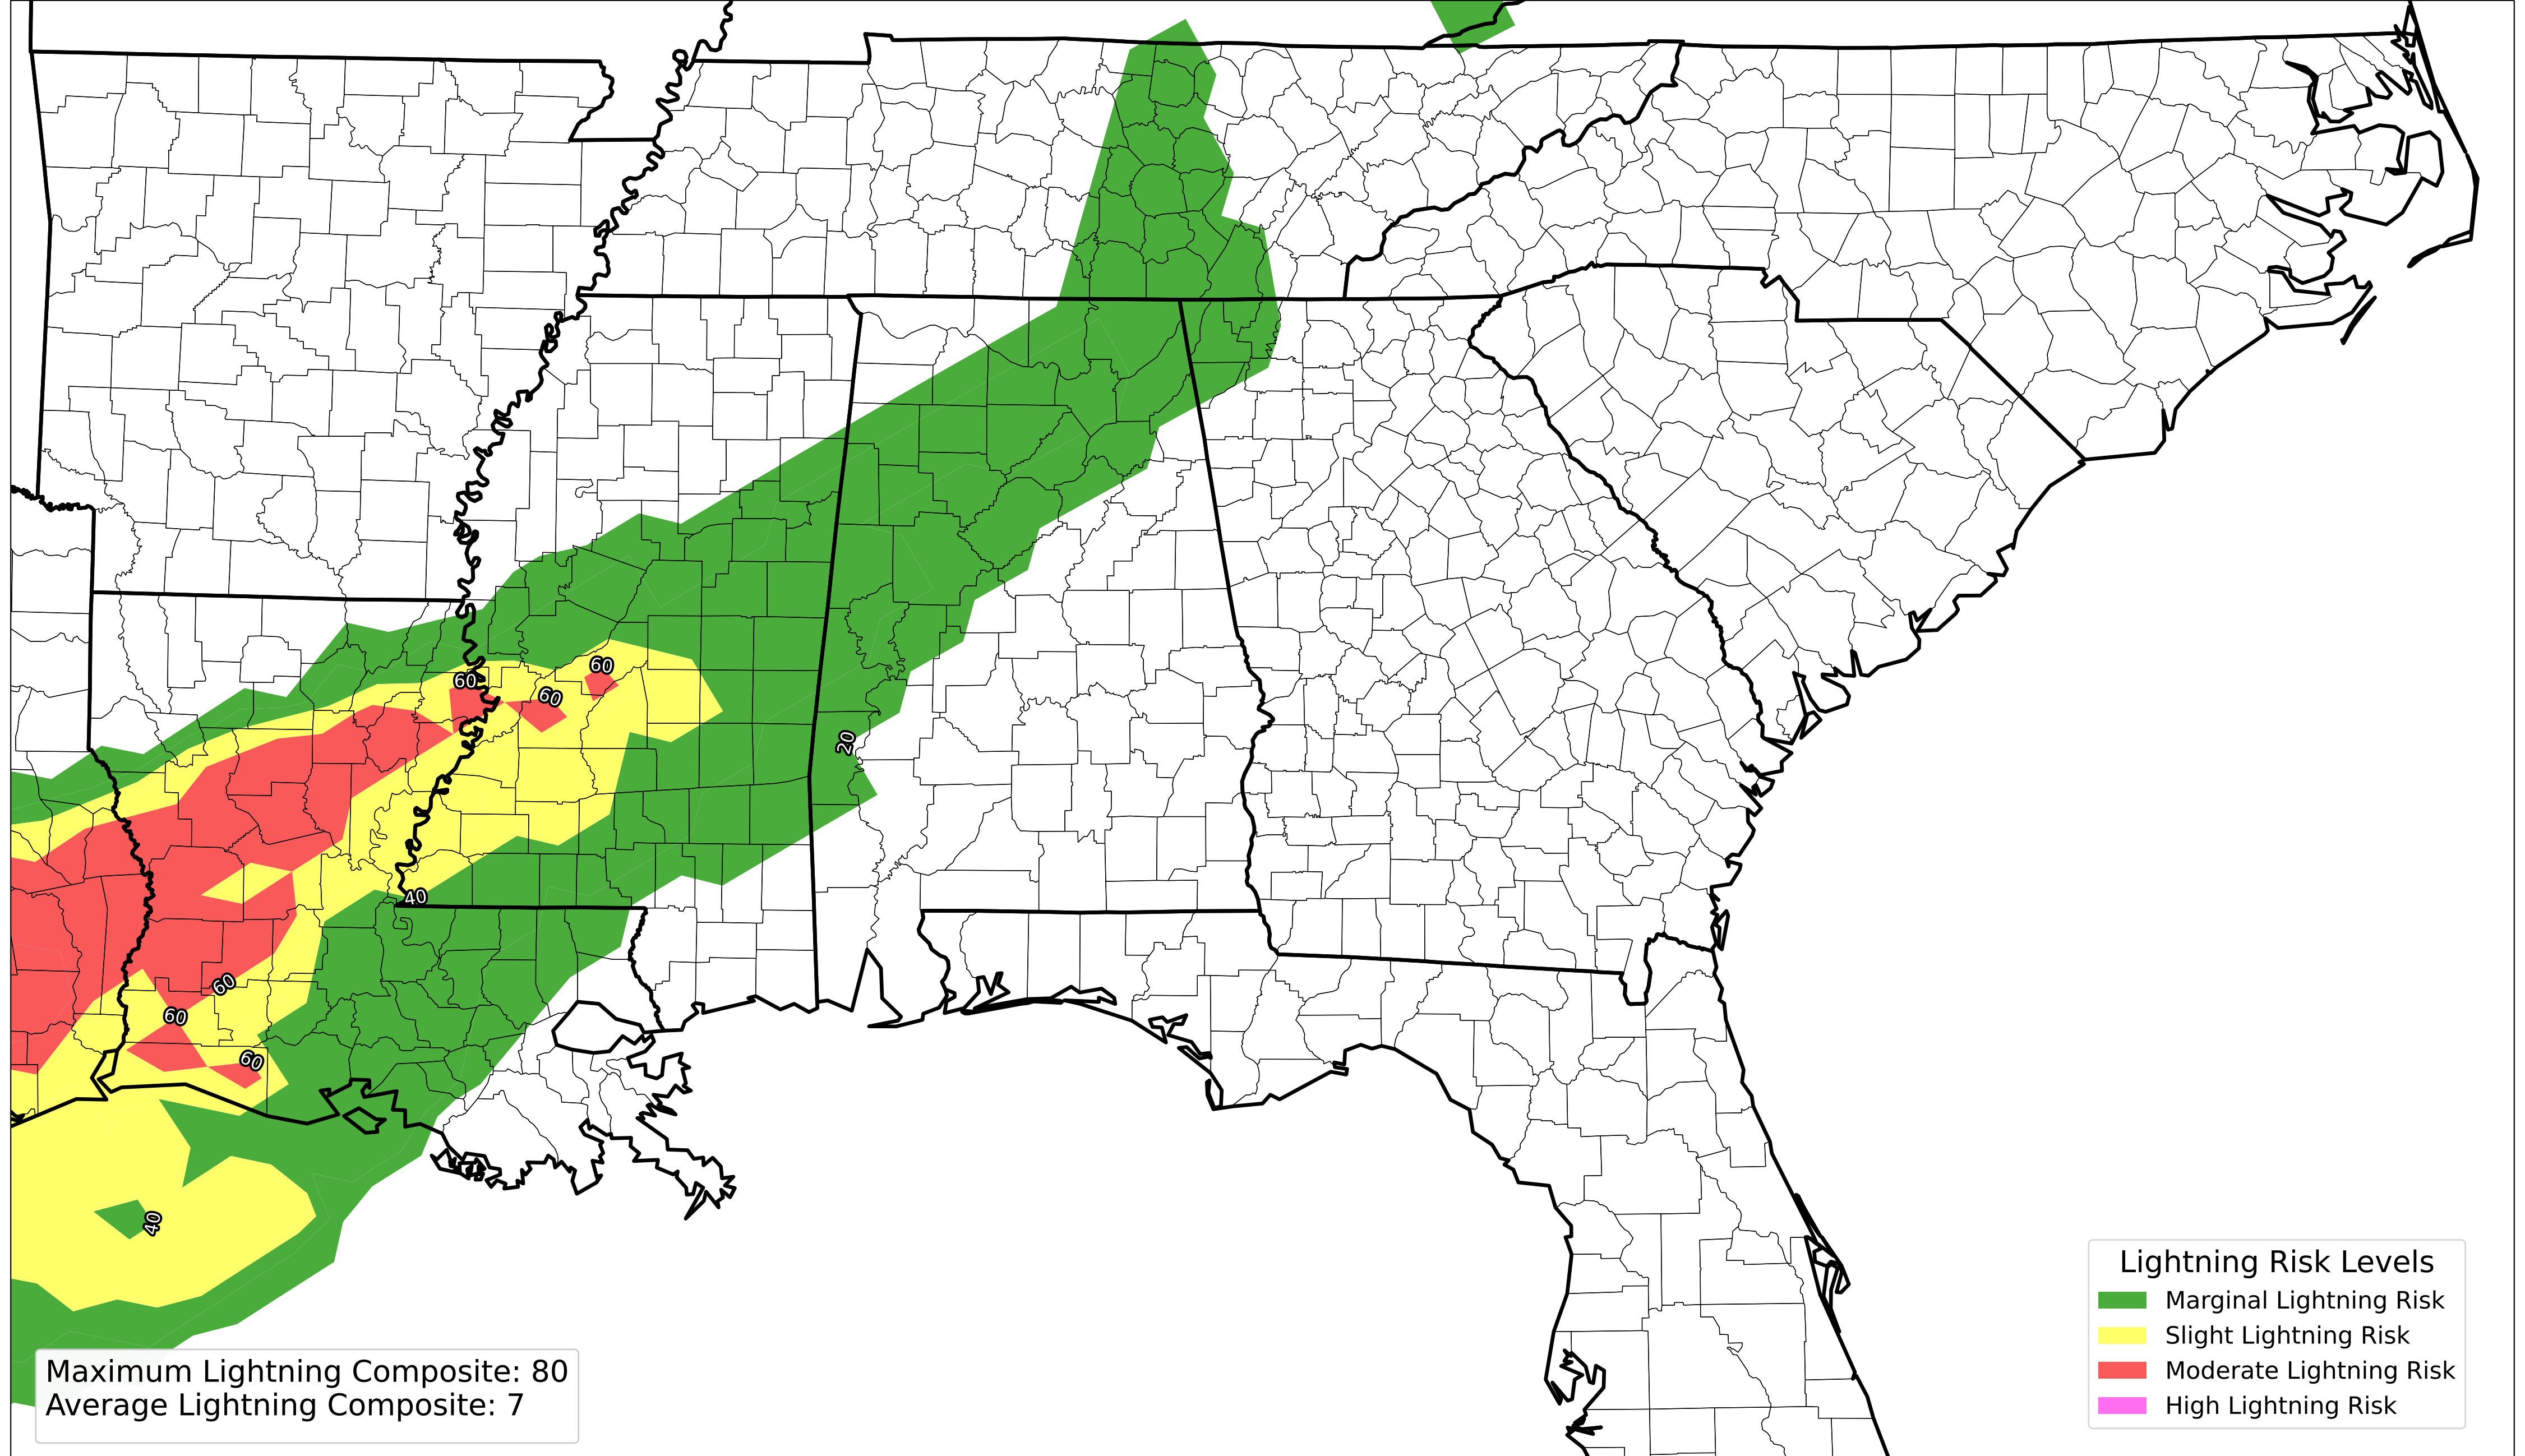 60
60
60
20
40
60
60
60
40
Lightning Risk Levels
Marginal Lightning Risk
Slight Lightning Risk
Moderate Lightning Risk
High Lightning Risk
Maximum Lightning Composite: 80
Average Lightning Composite: 7